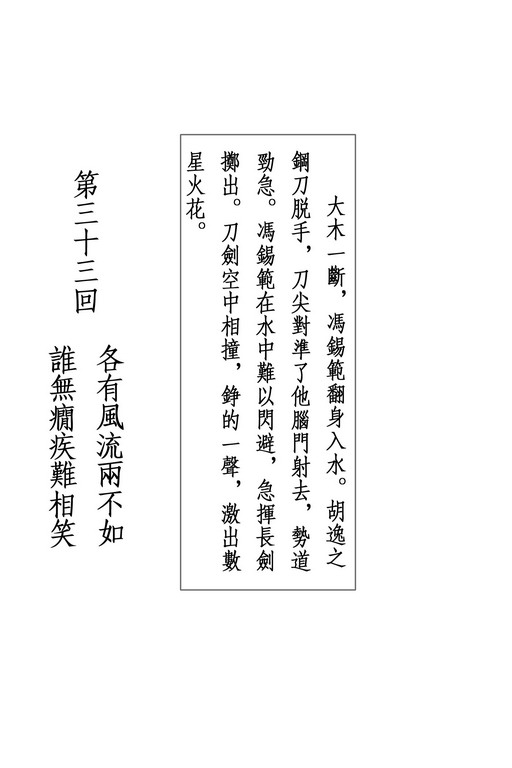 大木一斷，馮錫範翻身入水。胡逸之
鋼刀脫手，刀尖對準了他腦門射去，勢道
勁急。馮錫範在水中難以閃避，急揮長劍
擲出。刀劍空中相撞，錚的一聲，激出數
星火花。
第三十三回
各有風流兩不如
誰無癇疾難相笑